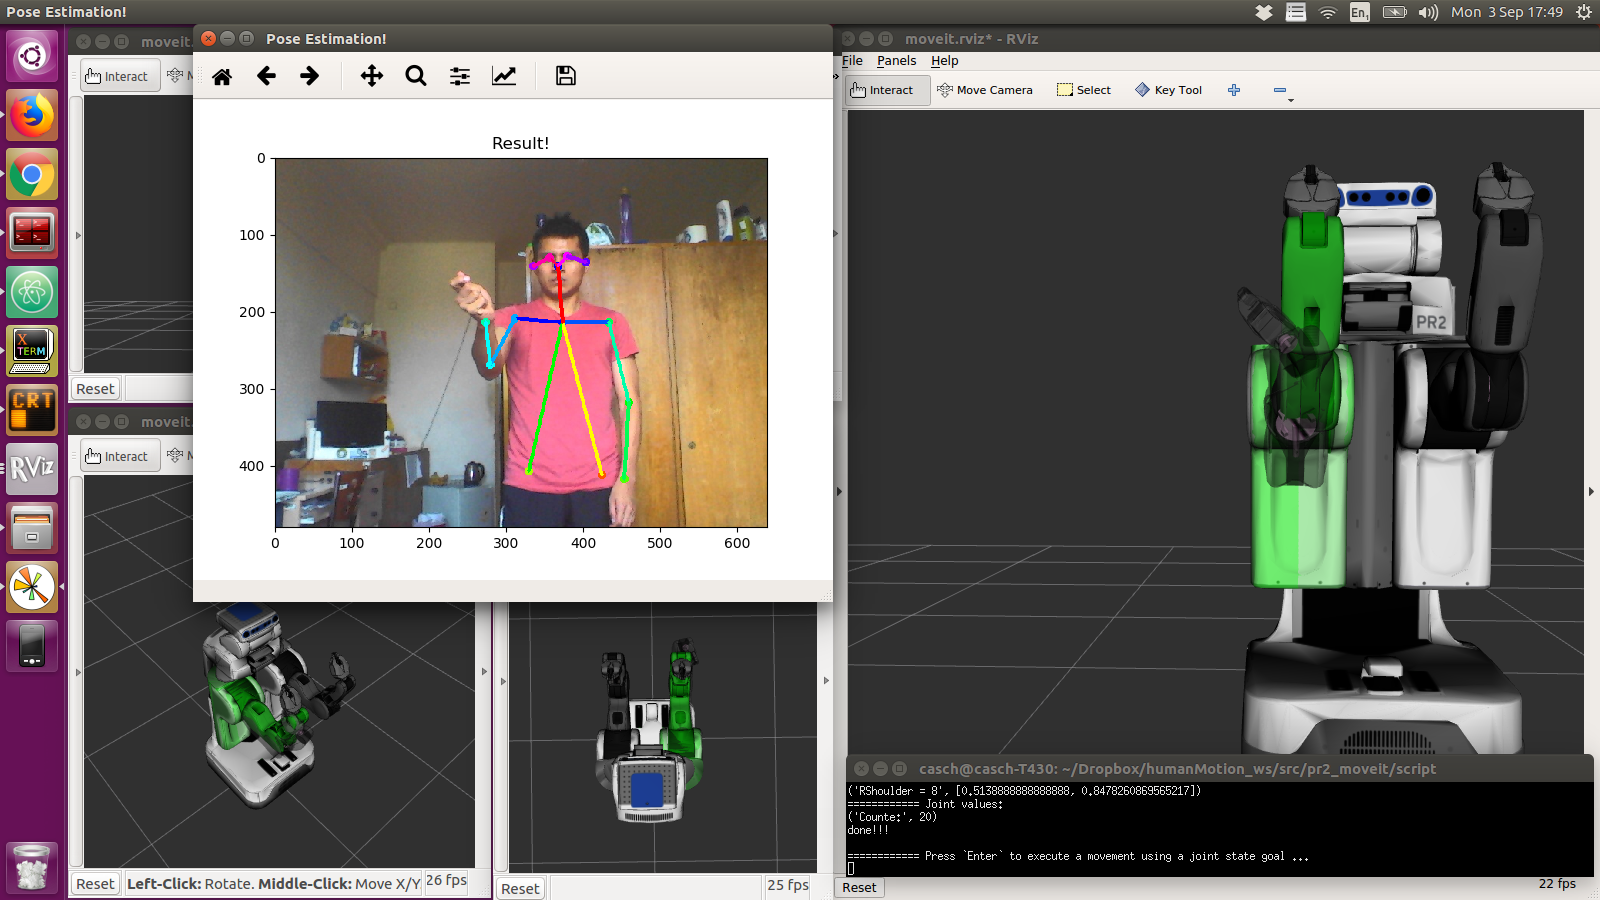 Pose Estimation!
En1
Mon 3 Sep 17:49
moveit.
Pose Estimation!
moveit.rviz* - RViz
Interact
M
File Panels Help
Interact
Move Camera
Select
Key Tool
Result!
0
100
200
300
400
0
100
200
300
400
500
600
PR2
X
TERM
CRT
RViz
Reset
moveit.
Interact
M
casch@casch-T430: ~/Dropbox/humanMotion_ws/src/pr2_moveit/script
('RShoulder = 8', [0.5138888888888888, 0.8478260869565217])
============ Joint values:
('Counte:', 20)
done!!!
============ Press `Enter` to execute a movement using a joint state goal ...
Reset
Left-Click: Rotate. Middle-Click: Move X/Y
26 fps
Reset
25 fps
Reset
22 fps